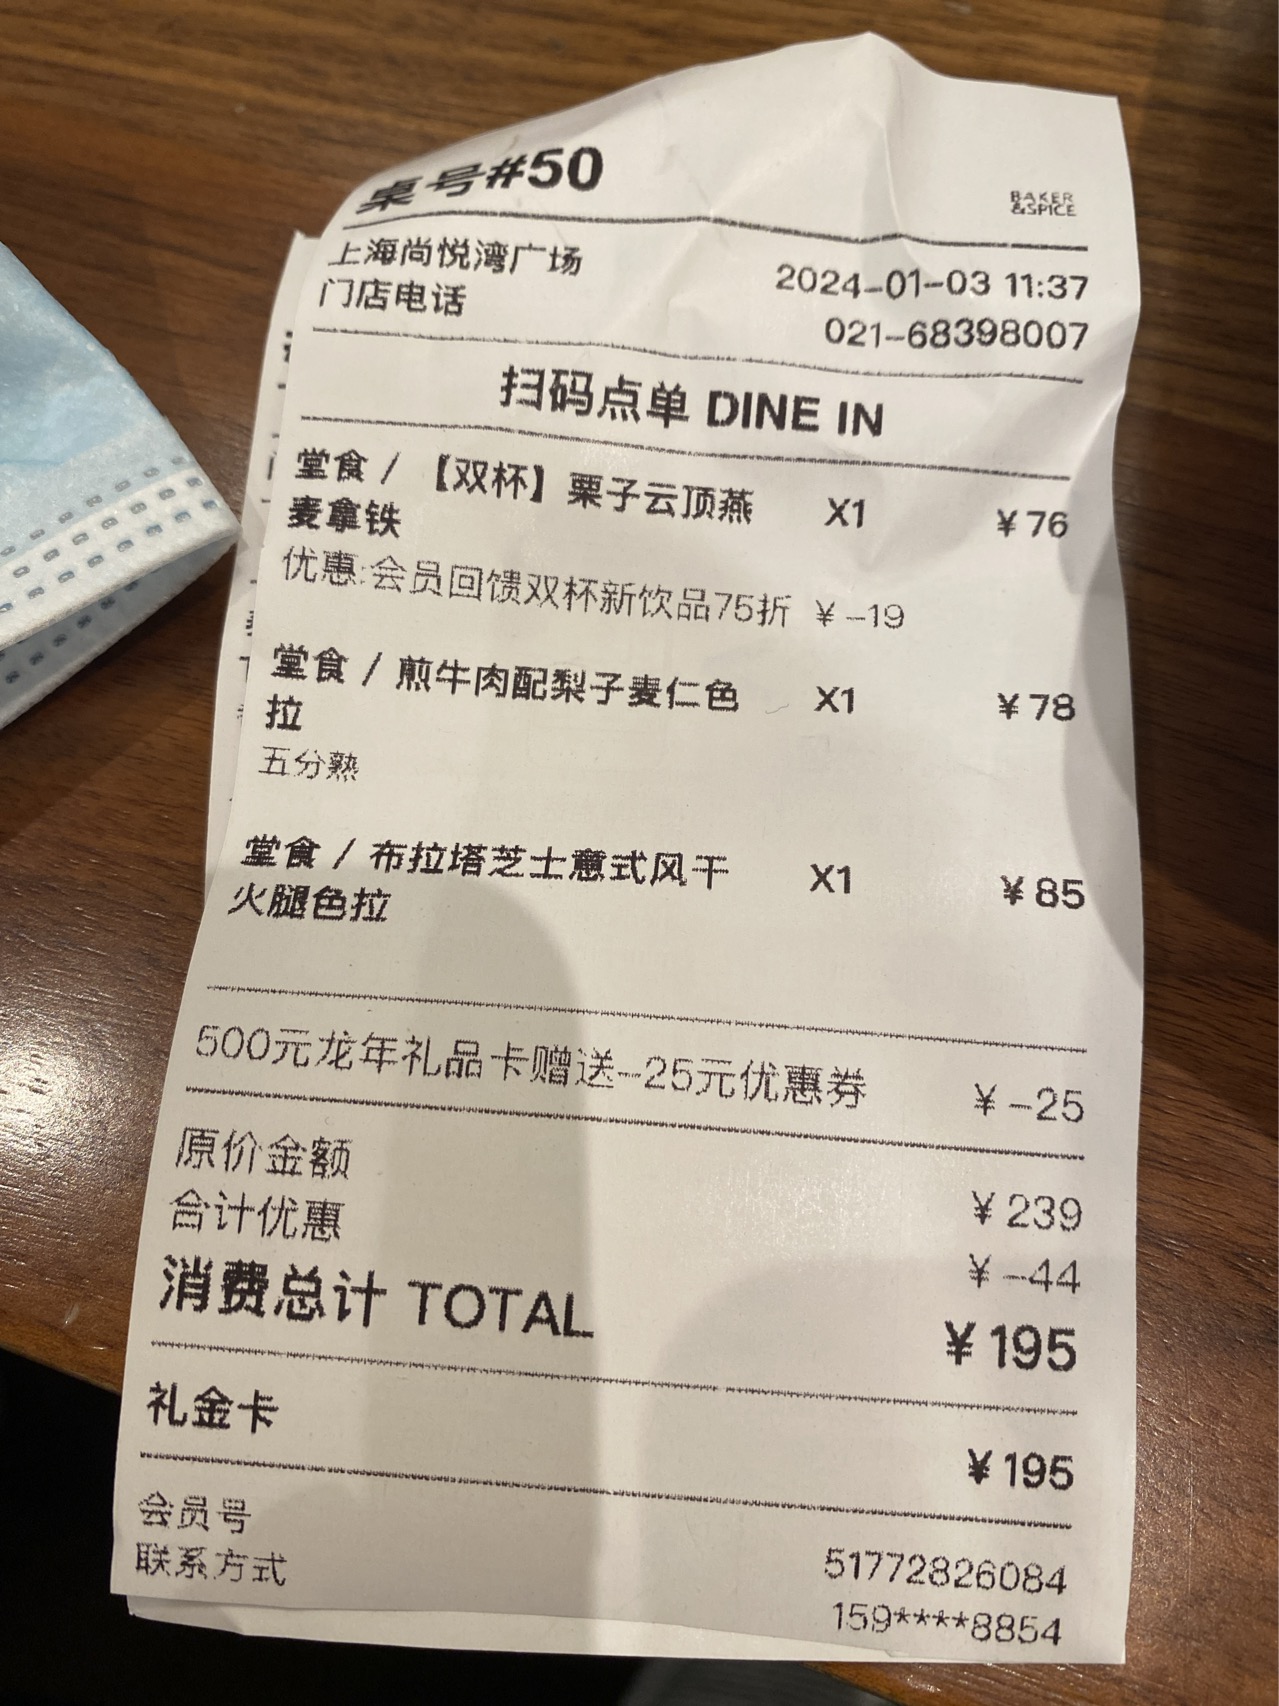 桌号#50
BAKER
&SPICE
上海尚悦湾广场
2024-01-03 11:37
门店电话
021-68398007
扫码点单 DINE IN
堂食 / 【双杯】栗子云顶燕 X1 ¥76
麦拿铁
优惠:会员回馈双杯新饮品75折 ¥-19
堂食 / 煎牛肉配梨子麦仁色 X1 ¥78
拉
五分熟
堂食 / 布拉塔芝士意式风干 X1 ¥85
火腿色拉
500元龙年礼品卡赠送-25元优惠券 ¥-25
原价金额 ¥239
合计优惠 ¥-44
消费总计 TOTAL ¥195
礼金卡 ¥195
会员号 51772826084
联系方式 159****8854